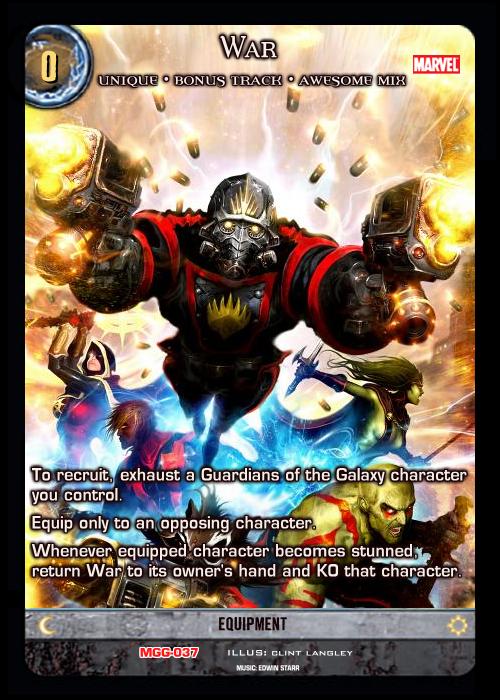 0
War
MARVEL
UNIQUE • BONUS TRACK • AWESOME MIX
To recruit, exhaust a Guardians of the Galaxy character
you control.
Equip only to an opposing character.
Whenever equipped character becomes stunned,
return War to its owner's hand and KO that character.
EQUIPMENT
MGG-037 ILLUS: CLINT LANGLEY
MUSIC: EDWIN STARR